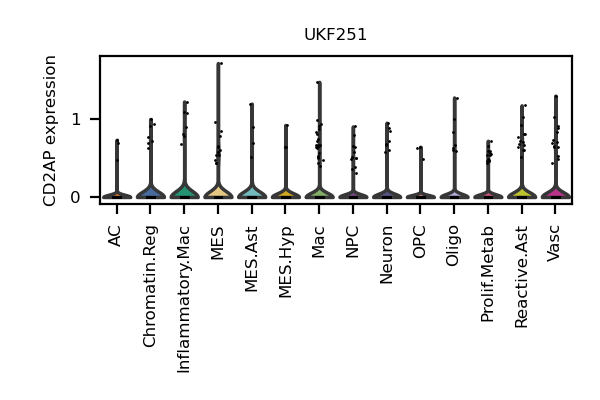 UKF251
CD2AP expression
1
0
AC
Chromatin.Reg
Inflammatory.Mac
MES
MES.Ast
MES.Hyp
Mac
NPC
Neuron
OPC
Oligo
Prolif.Metab
Reactive.Ast
Vasc